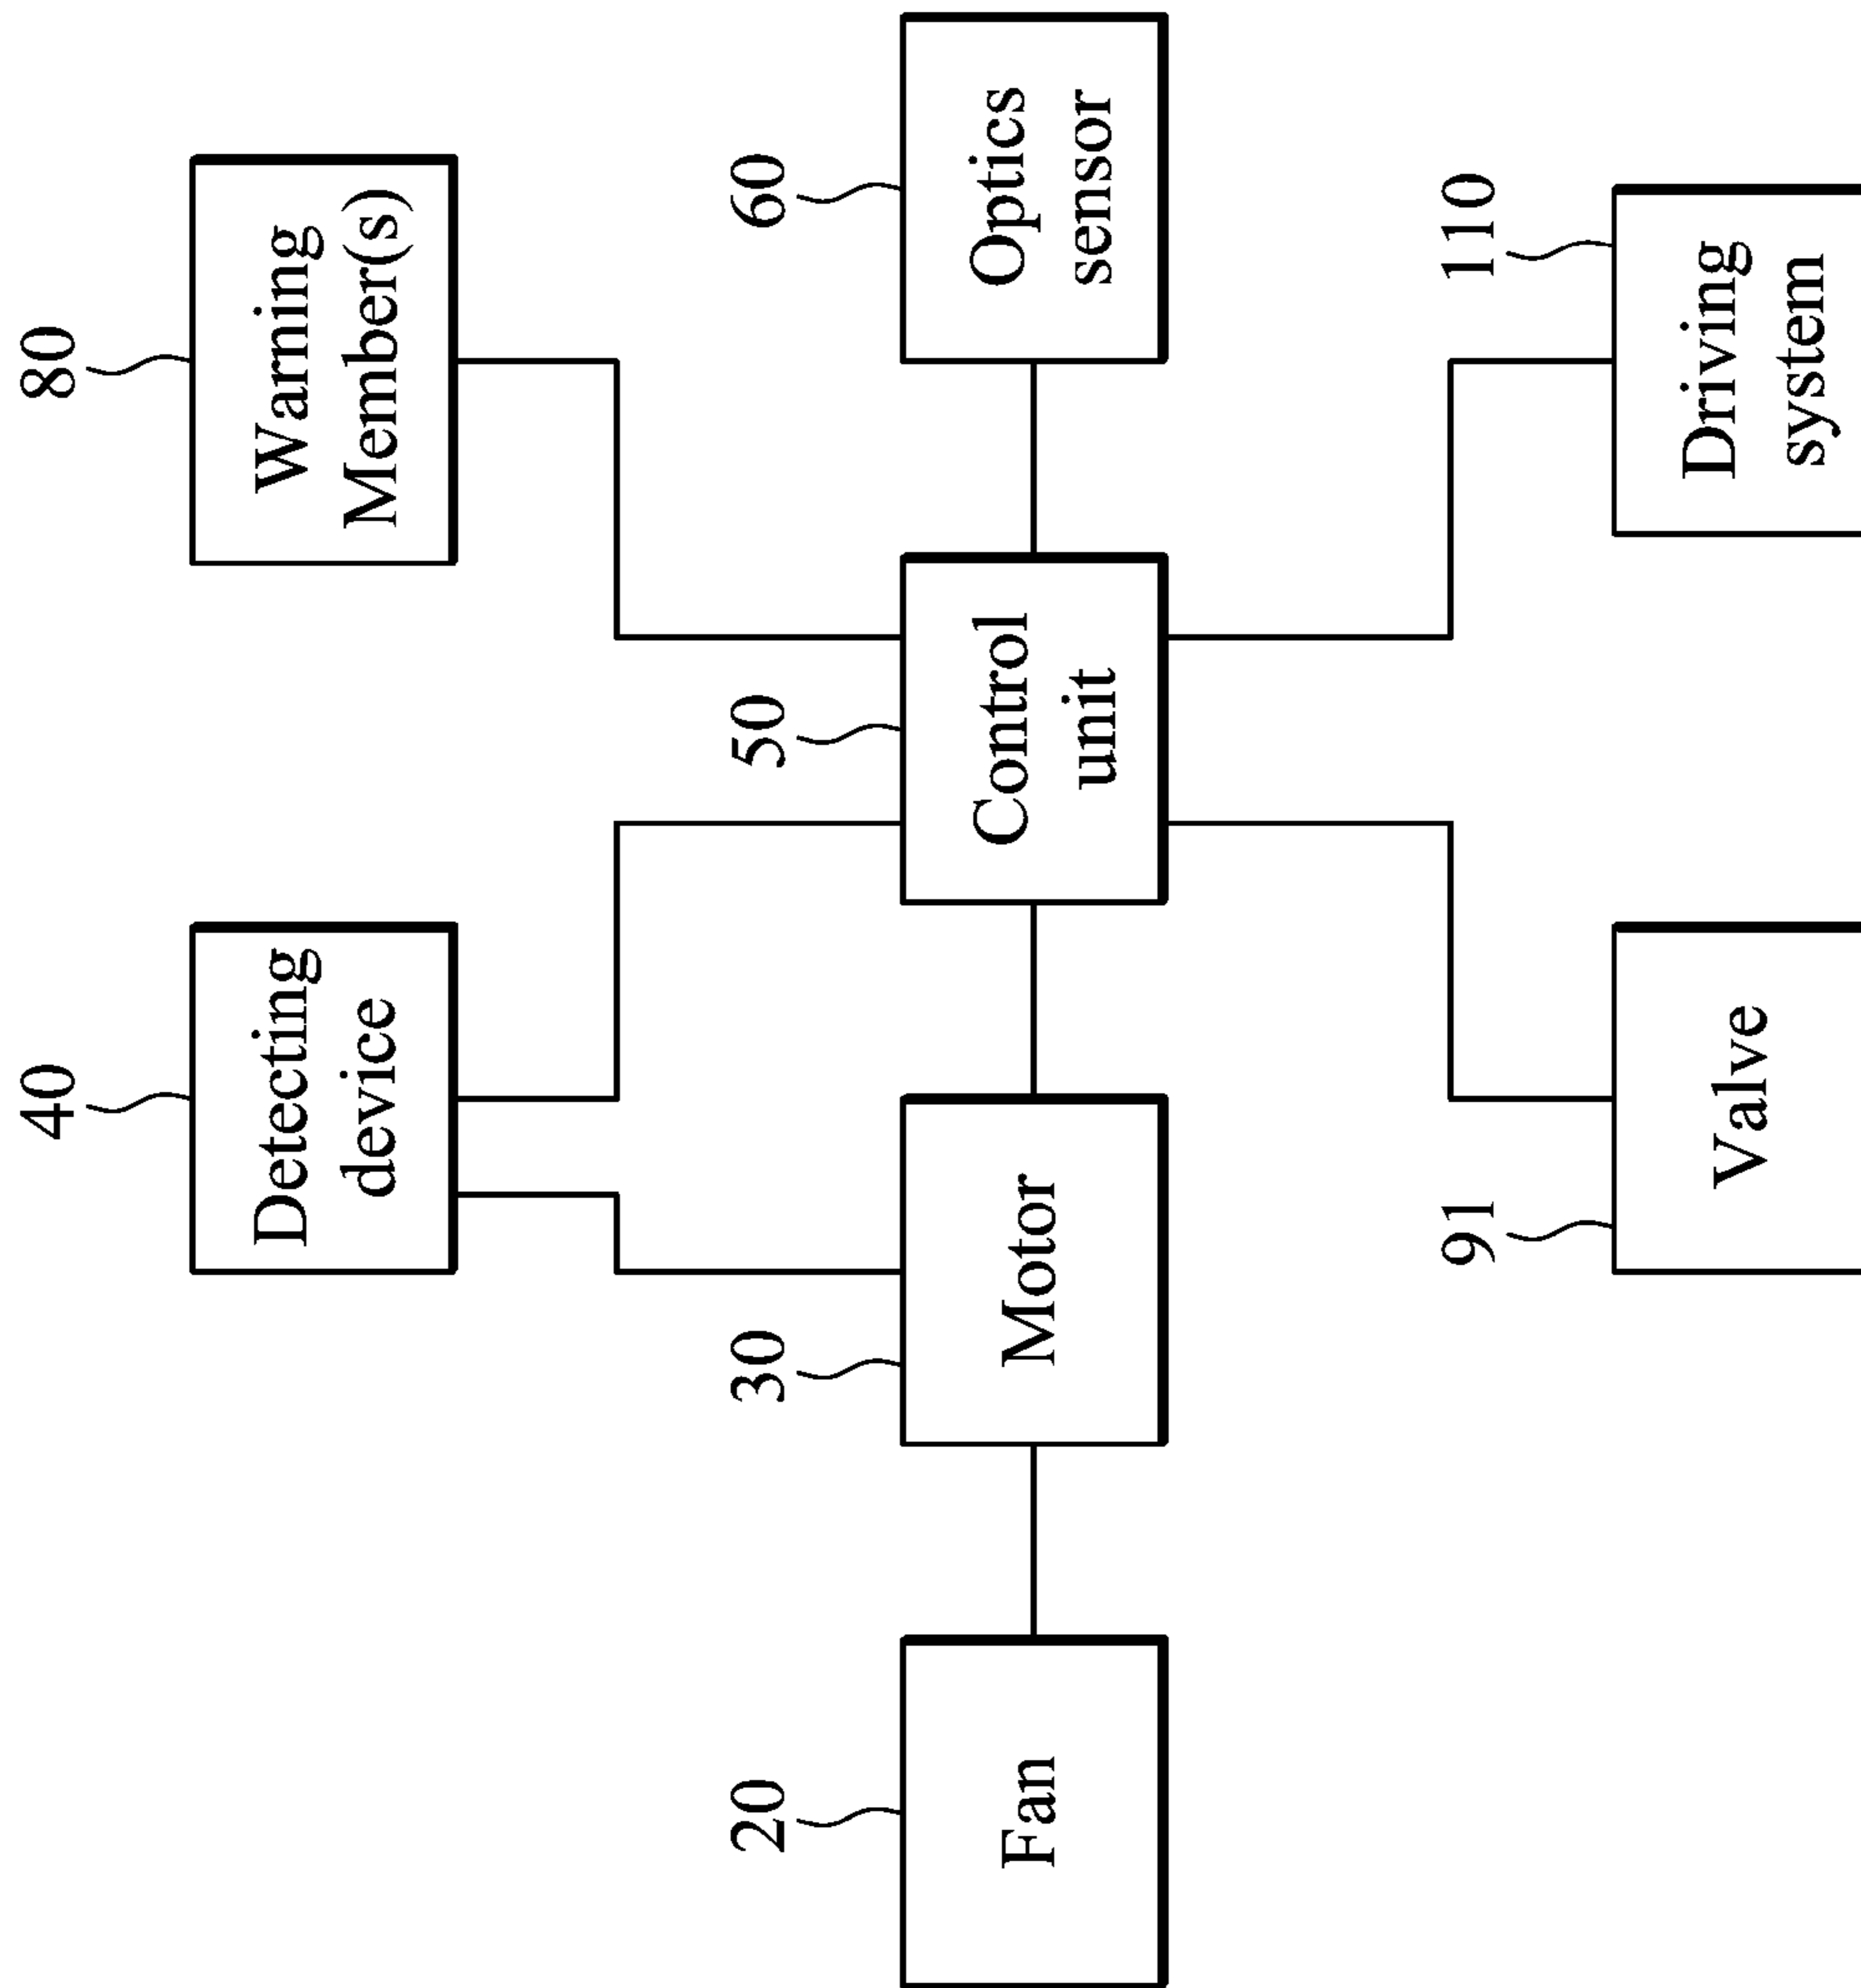 40
Detecting
device
80
Warning
Member(s)
20
Fan
30
Motor
50
Control
unit
60
Optics
sensor
91
Valve
110
Driving
system